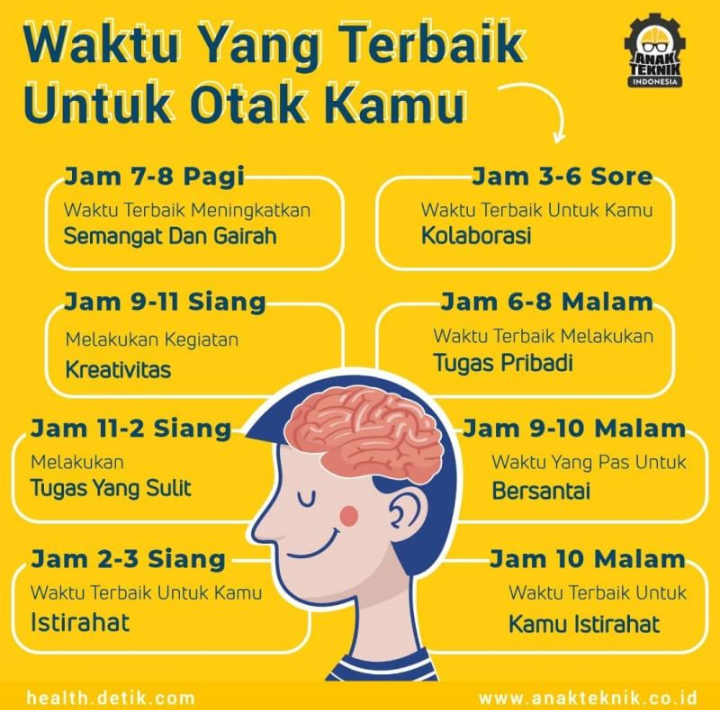 Waktu Yang Terbaik
Untuk Otak Kamu
ANAK
TEKNIK
INDONESIA
Jam 7-8 Pagi
Waktu Terbaik Meningkatkan
Semangat Dan Gairah
Jam 9-11 Siang
Melakukan Kegiatan
Kreativitas
Jam 11-2 Siang
Melakukan
Tugas Yang Sulit
Jam 2-3 Siang
Waktu Terbaik Untuk Kamu
Istirahat
Jam 3-6 Sore
Waktu Terbaik Untuk Kamu
Kolaborasi
Jam 6-8 Malam
Waktu Terbaik Melakukan
Tugas Pribadi
Jam 9-10 Malam
Waktu Yang Pas Untuk
Bersantai
Jam 10 Malam
Waktu Terbaik Untuk
Kamu Istirahat
health.detik.com
www.anakteknik.co.id